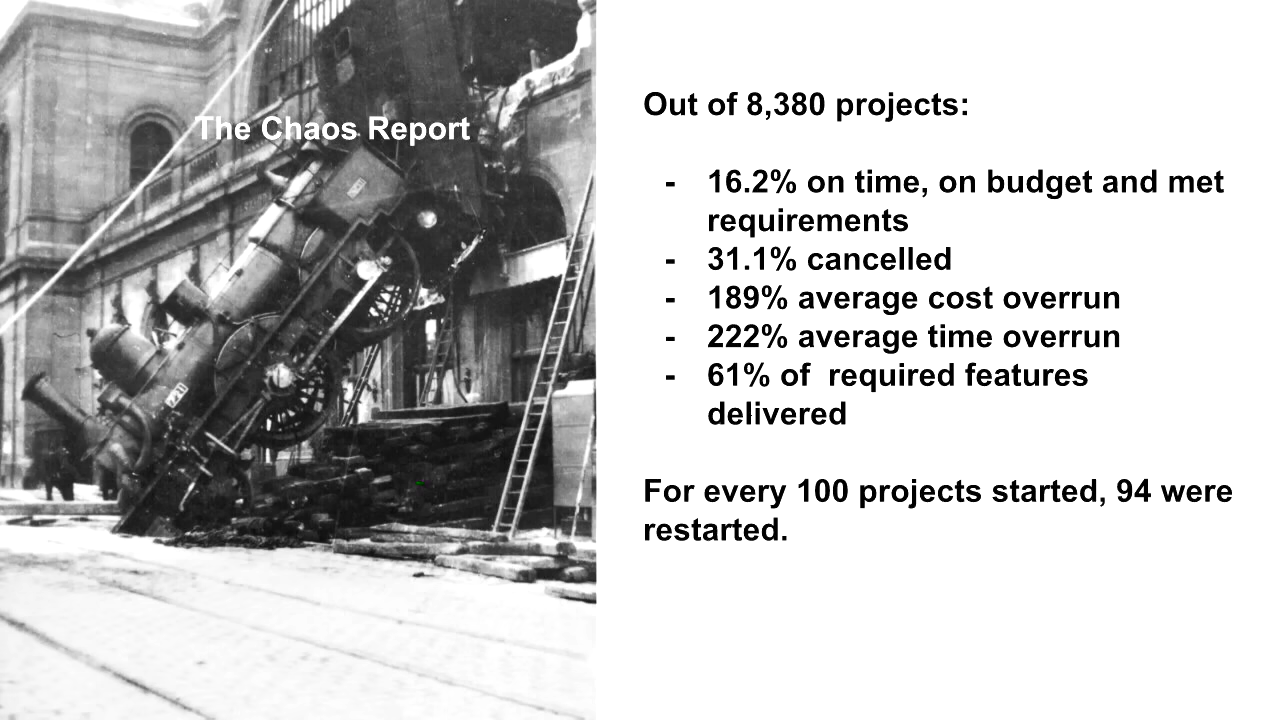 The Chaos Report
Out of 8,380 projects:
- 16.2% on time, on budget and met
requirements
- 31.1% cancelled
- 189% average cost overrun
- 222% average time overrun
- 61% of  required features
delivered
For every 100 projects started, 94 were
restarted.